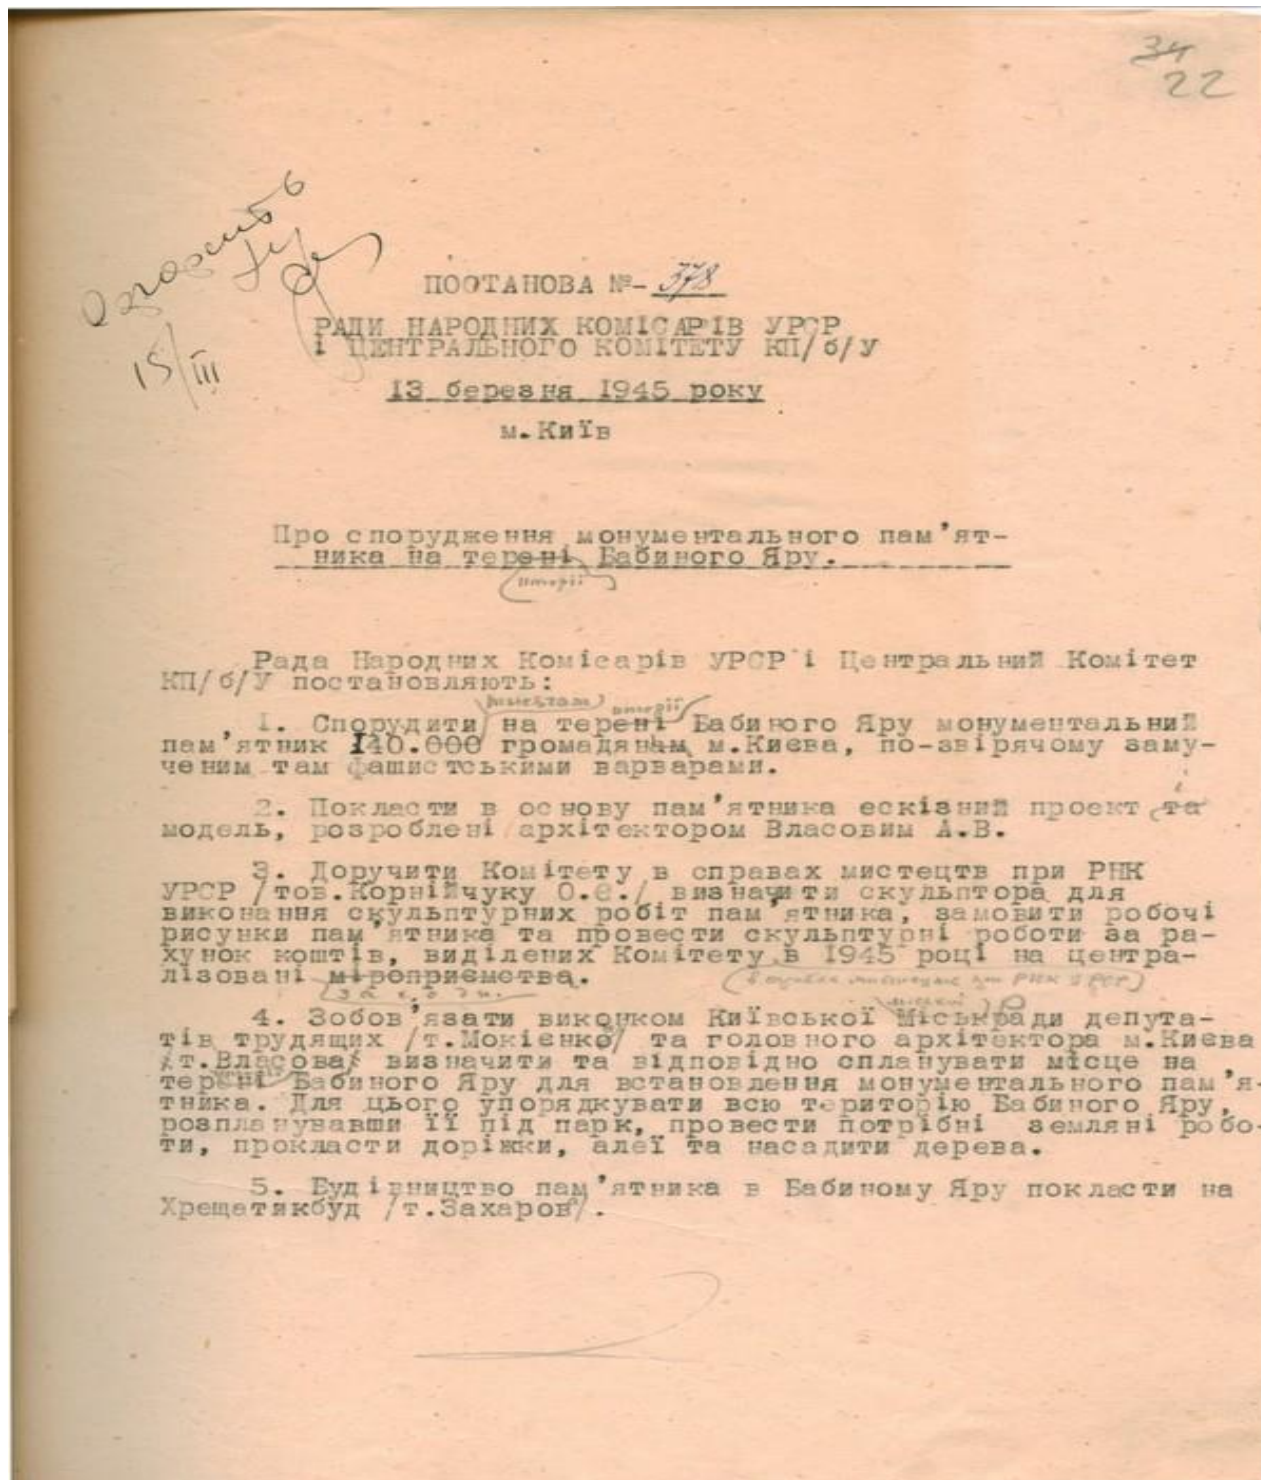 34
22
15/III
ПОСТАНОВА №- 378
РАДИ НАРОДНИХ КОМІСАРІВ УРСР
І ЦЕНТРАЛЬНОГО КОМІТЕТУ КП/б/У
13 березня 1945 року
м.Київ
Про спорудження монументального пам'ят-
ника на терені Бабиного Яру.
Рада Народних Комісарів УРСР і Центральний Комітет
КП/б/У постановляють:
1. Спорудити на терені Бабиного Яру монументальний
пам'ятник 140.000 громадянам м.Києва, по-звірячому заму-
ченим там фашистськими варварами.
2. Покласти в основу пам'ятника ескізний проект та
модель, розроблені архітектором Власовим А.В.
3. Доручити Комітету в справах мистецтв при РНК
УРСР /тов.Корнійчуку О.Є./ визначити скульптора для
виконання скульптурних робіт пам'ятника, замовити робочі
рисунки пам'ятника та провести скульптурні роботи за ра-
хунок коштів, виділених Комітету в 1945 році на центра-
лізовані міроприємства.
заходи.
4. Зобов'язати виконком Київської Міськради депута-
тів трудящих /т.Мокієнко/ та головного архітектора м.Києва
/т.Власова/ визначити та відповідно спланувати місце на
терені Бабиного Яру для встановлення монументального пам'я-
тника. Для цього упорядкувати всю територію Бабиного Яру,
розпланувавши її під парк, провести потрібні земляні робо-
ти, прокласти доріжки, алеї та насадити дерева.
5. Будівництво пам'ятника в Бабиному Яру покласти на
Хрещатикбуд /т.Захаров/.